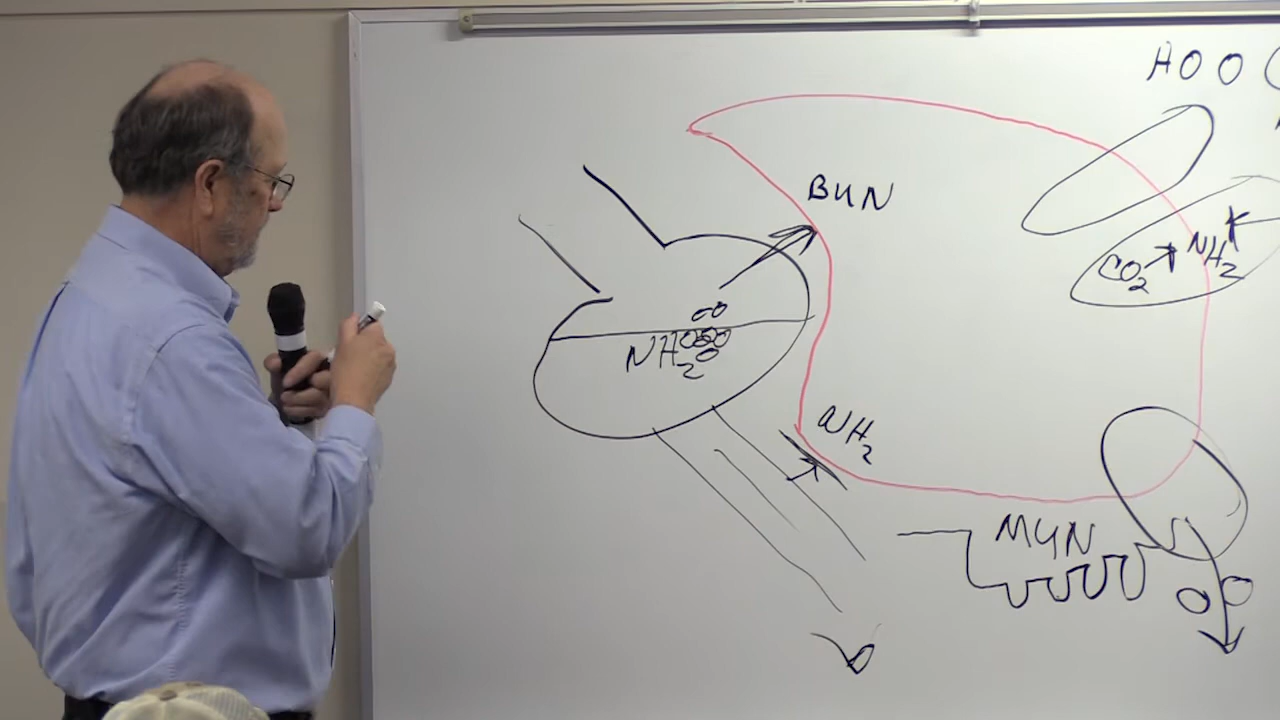 HOO
BUN
CO2 → NH2
NH2
NH2
MUN